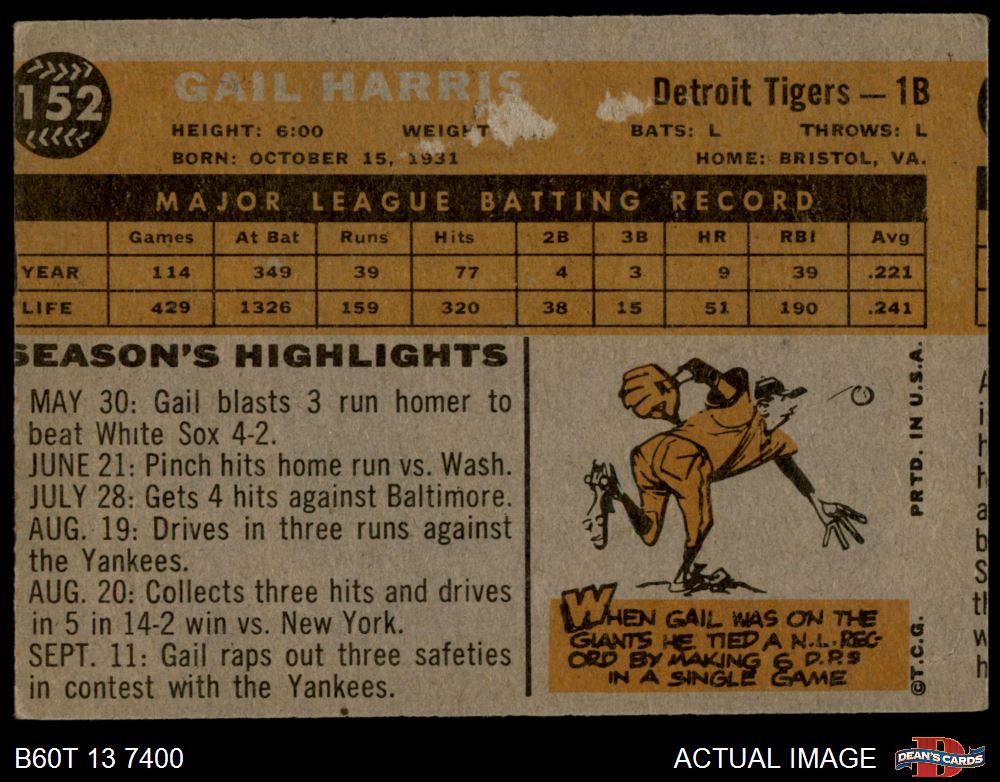 152
GAIL HARRIS
Detroit Tigers — 1B
HEIGHT: 6:00 BATS: L THROWS: L
BORN: OCTOBER 15, 1931 HOME: BRISTOL, VA.
MAJOR LEAGUE BATTING RECORD
Games At Bat Runs Hits 2B 3B HR RBI Avg
YEAR 114 349 39 77 4 3 9 39 .221
LIFE 429 1326 159 320 38 15 51 190 .241
SEASON'S HIGHLIGHTS
MAY 30: Gail blasts 3 run homer to
beat White Sox 4-2.
JUNE 21: Pinch hits home run vs. Wash.
JULY 28: Gets 4 hits against Baltimore.
AUG. 19: Drives in three runs against
the Yankees.
AUG. 20: Collects three hits and drives
in 5 in 14-2 win vs. New York.
SEPT. 11: Gail raps out three safeties
in contest with the Yankees.
WHEN GAIL WAS ON THE
GIANTS HE TIED A N.L. REC-
ORD BY MAKING 6 D.P.S
IN A SINGLE GAME
©T.C.G. PRTD. IN U.S.A.
B60T 13 7400
ACTUAL IMAGE
D
DEAN'S CARDS